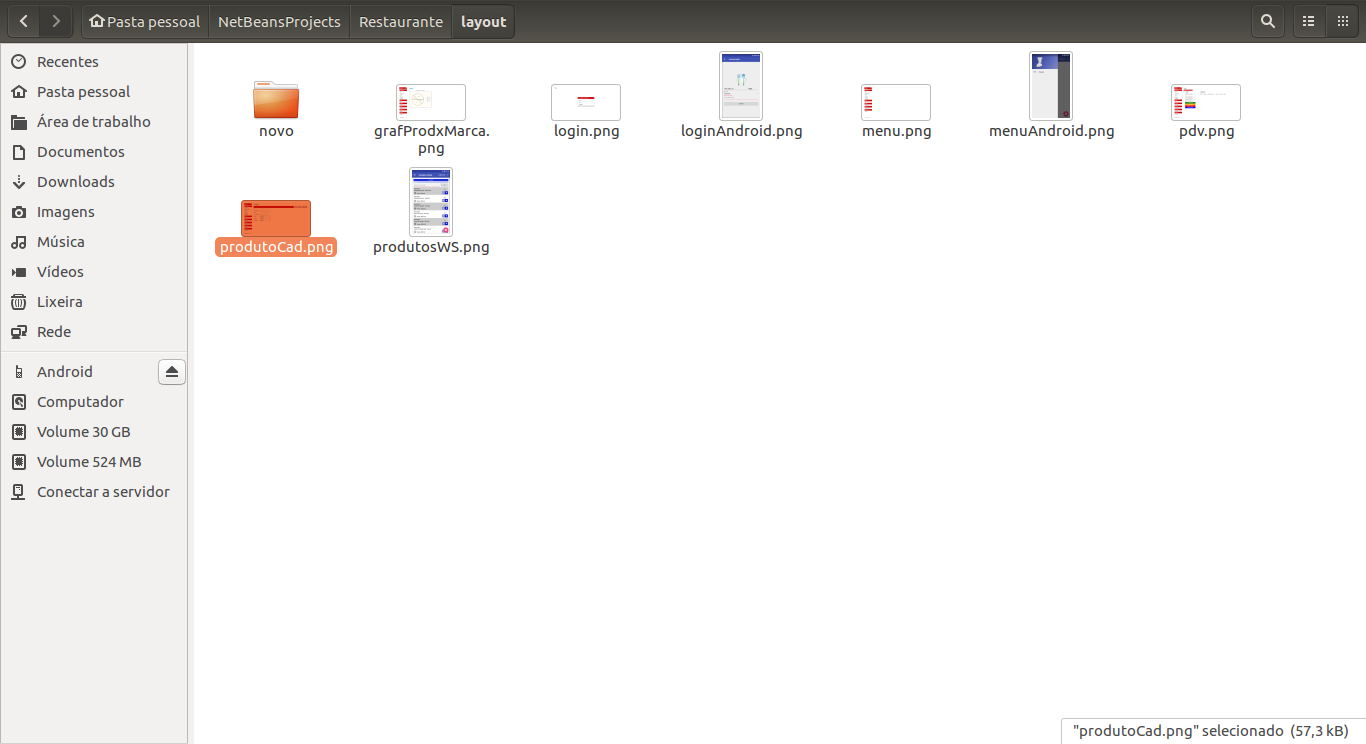 Pasta pessoal NetBeansProjects Restaurante layout
Recentes
Pasta pessoal
Área de trabalho
Documentos
Downloads
Imagens
Música
Vídeos
Lixeira
Rede
Android
Computador
Volume 30 GB
Volume 524 MB
Conectar a servidor
novo
grafProdxMarca.
png
login.png
loginAndroid.png
menu.png
menuAndroid.png
pdv.png
produtoCad.png
produtosWS.png
"produtoCad.png" selecionado (57,3 kB)